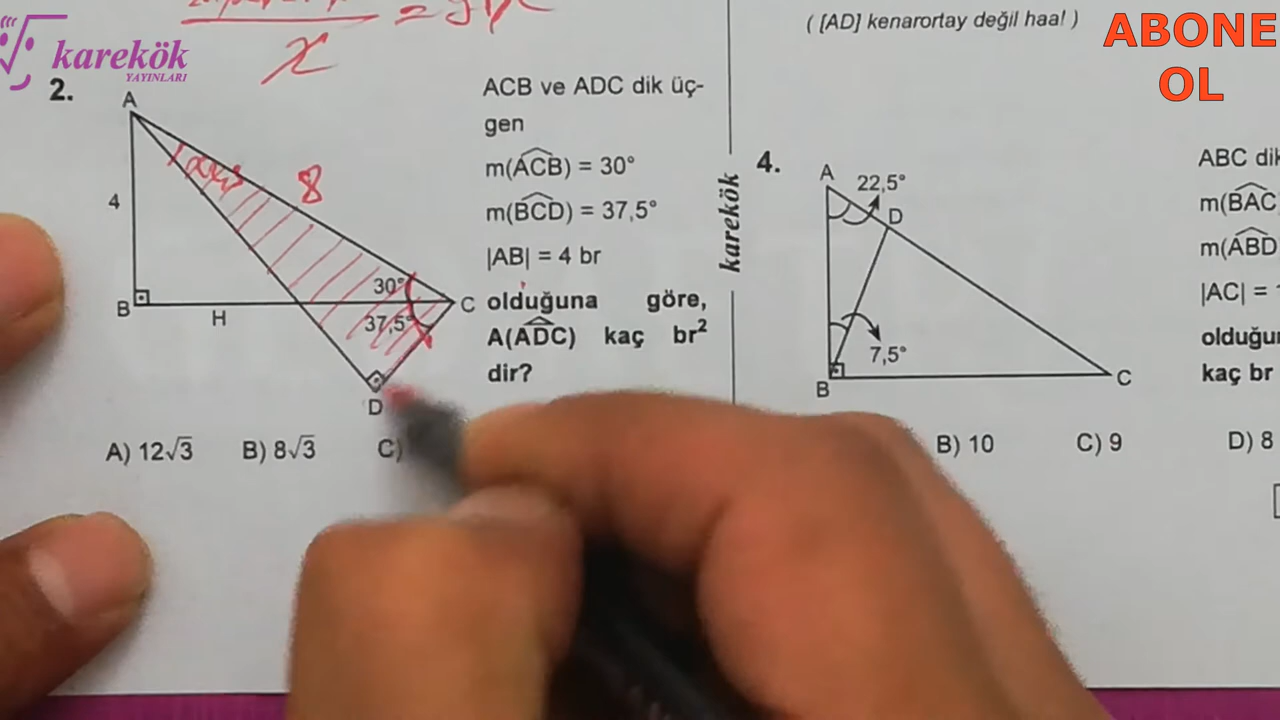 = 
x
karekök
YAYINLARI
2.
A
4
8
30°
B
H
C
37,5°
D
ACB ve ADC dik üç-
gen
m(ACB) = 30°
m(BCD) = 37,5°
|AB| = 4 br
olduğuna göre,
A(ADC) kaç br²
dir?
A) 12√3 B) 8√3 C)
karekök
( [AD] kenarortay değil haa! )
ABONE
OL
4.
A
22,5°
D
7,5°
B
C
ABC dik
m(BAC
m(ABD
|AC| =
kaç br
B) 10 C) 9 D) 8